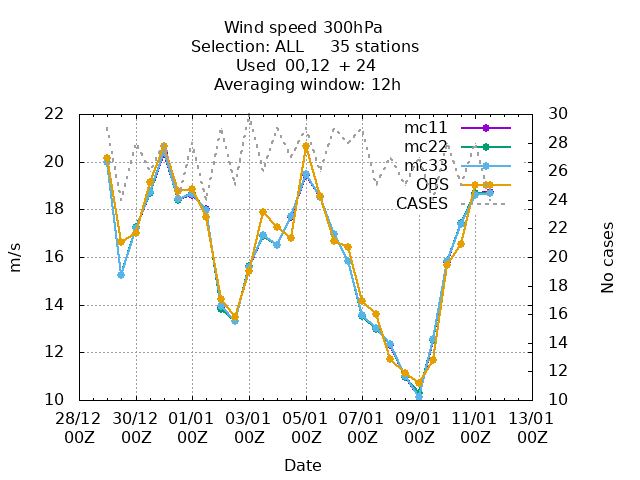 Wind speed 300hPa
Selection: ALL     35 stations
Used  00,12  + 24
Averaging window: 12h
22
20
18
16
14
12
10
m/s
30
28
26
24
22
20
18
16
14
12
10
No cases
mc11
mc22
mc33
OBS
CASES
28/12 30/12 01/01 03/01 05/01 07/01 09/01 11/01 13/01
00Z 00Z 00Z 00Z 00Z 00Z 00Z 00Z 00Z
Date